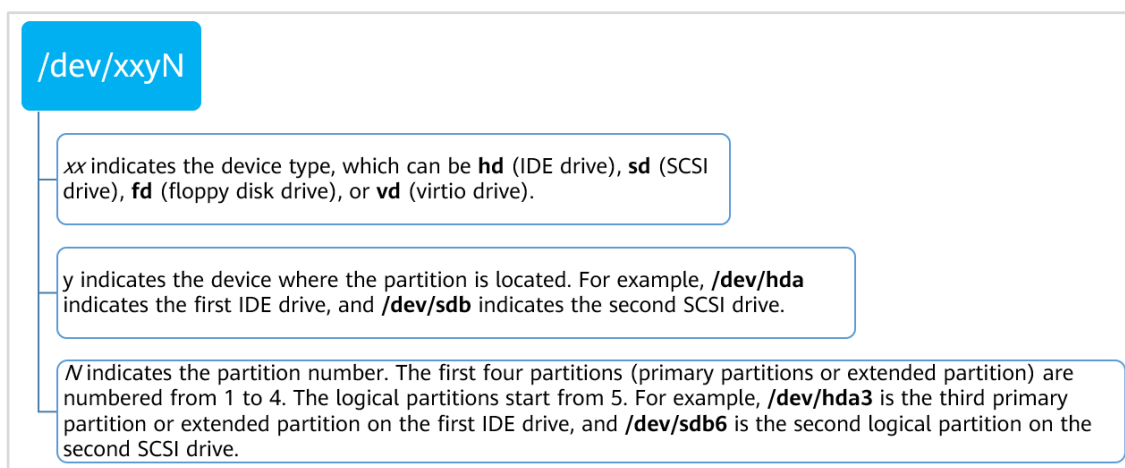 /dev/xxyN
xx indicates the device type, which can be hd (IDE drive), sd (SCSI
drive), fd (floppy disk drive), or vd (virtio drive).
y indicates the device where the partition is located. For example, /dev/hda
indicates the first IDE drive, and /dev/sdb indicates the second SCSI drive.
N indicates the partition number. The first four partitions (primary partitions or extended partition) are
numbered from 1 to 4. The logical partitions start from 5. For example, /dev/hda3 is the third primary
partition or extended partition on the first IDE drive, and /dev/sdb6 is the second logical partition on the
second SCSI drive.